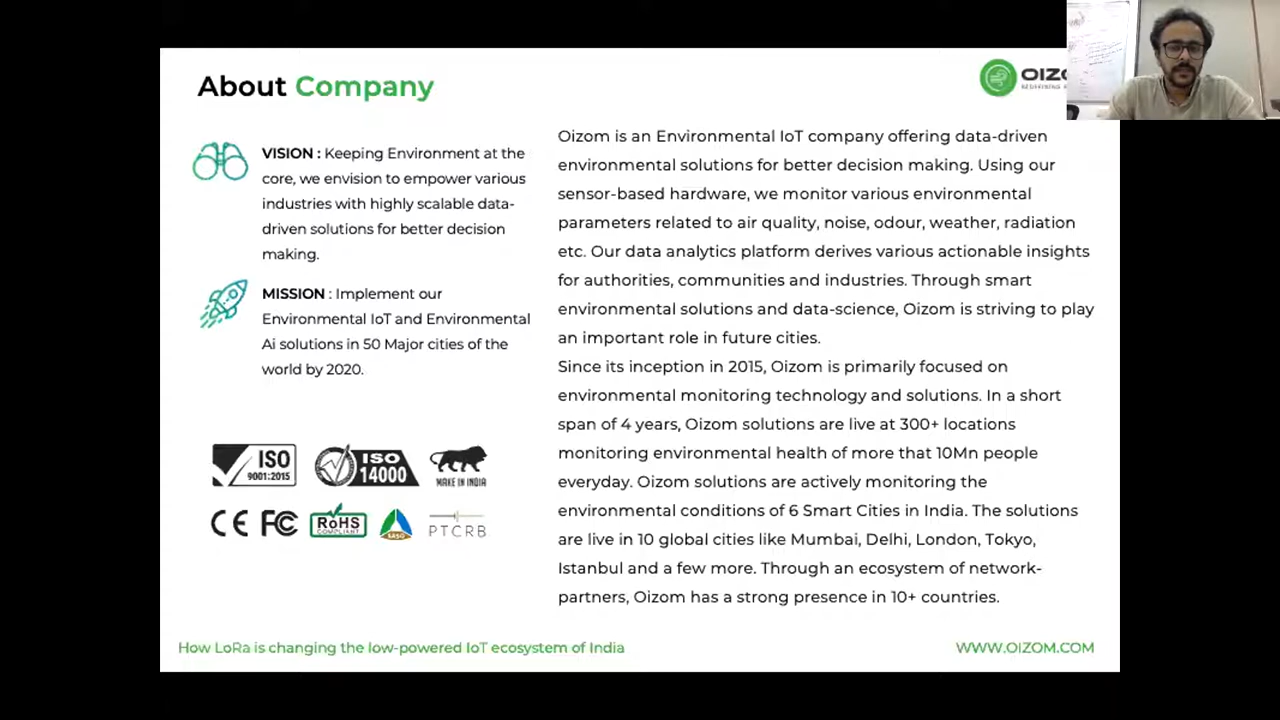 About Company
OIZ
VISION : Keeping Environment at the
core, we envision to empower various
industries with highly scalable data-
driven solutions for better decision
making.
MISSION : Implement our
Environmental IoT and Environmental
Ai solutions in 50 Major cities of the
world by 2020.
ISO
9001:2015
ISO
14000
MAKE IN INDIA
CE FC
RoHS
COMPLIANT
SASO
PTCRB
Oizom is an Environmental IoT company offering data-driven
environmental solutions for better decision making. Using our
sensor-based hardware, we monitor various environmental
parameters related to air quality, noise, odour, weather, radiation
etc. Our data analytics platform derives various actionable insights
for authorities, communities and industries. Through smart
environmental solutions and data-science, Oizom is striving to play
an important role in future cities.
Since its inception in 2015, Oizom is primarily focused on
environmental monitoring technology and solutions. In a short
span of 4 years, Oizom solutions are live at 300+ locations
monitoring environmental health of more that 10Mn people
everyday. Oizom solutions are actively monitoring the
environmental conditions of 6 Smart Cities in India. The solutions
are live in 10 global cities like Mumbai, Delhi, London, Tokyo,
Istanbul and a few more. Through an ecosystem of network-
partners, Oizom has a strong presence in 10+ countries.
How LoRa is changing the low-powered IoT ecosystem of India
WWW.OIZOM.COM